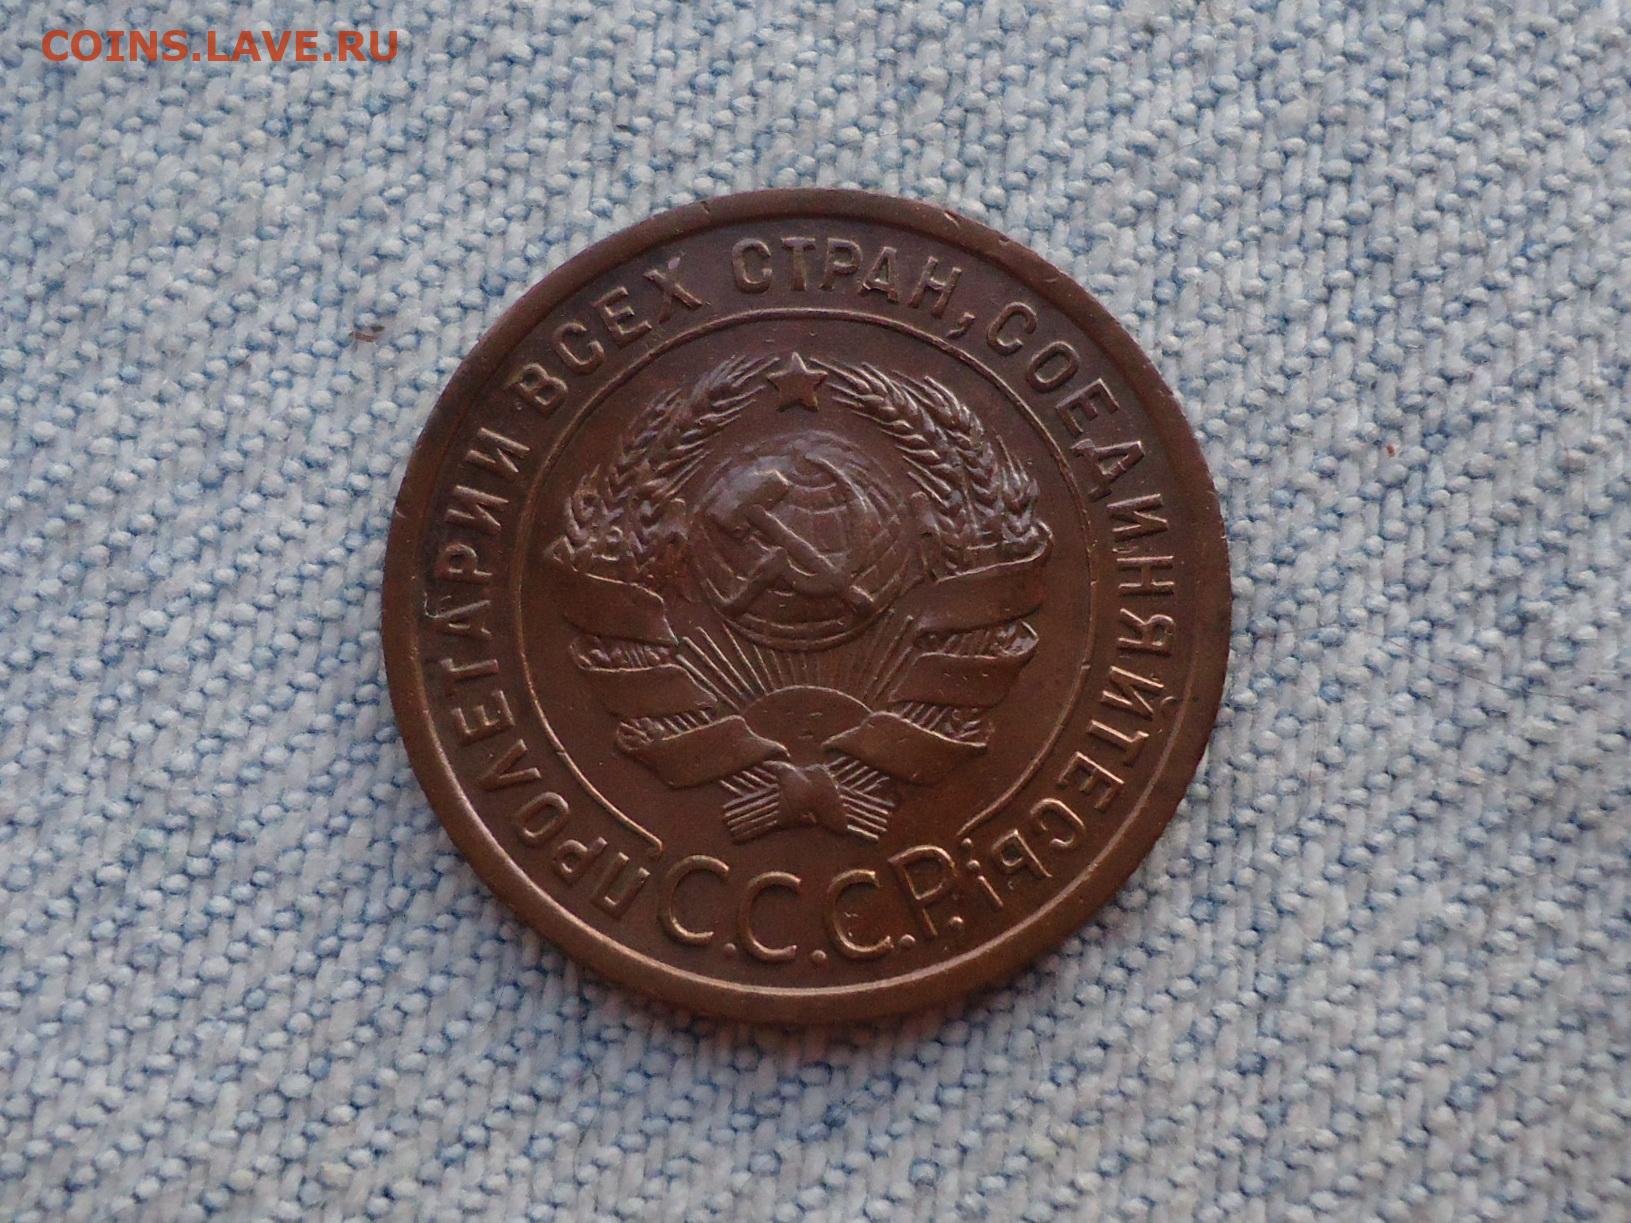 COINS.LAVE.RU
ПРОЛЕТАРИИ ВСЕХ СТРАН, СОЕДИНЯЙТЕСЬ!
С.С.С.Р.